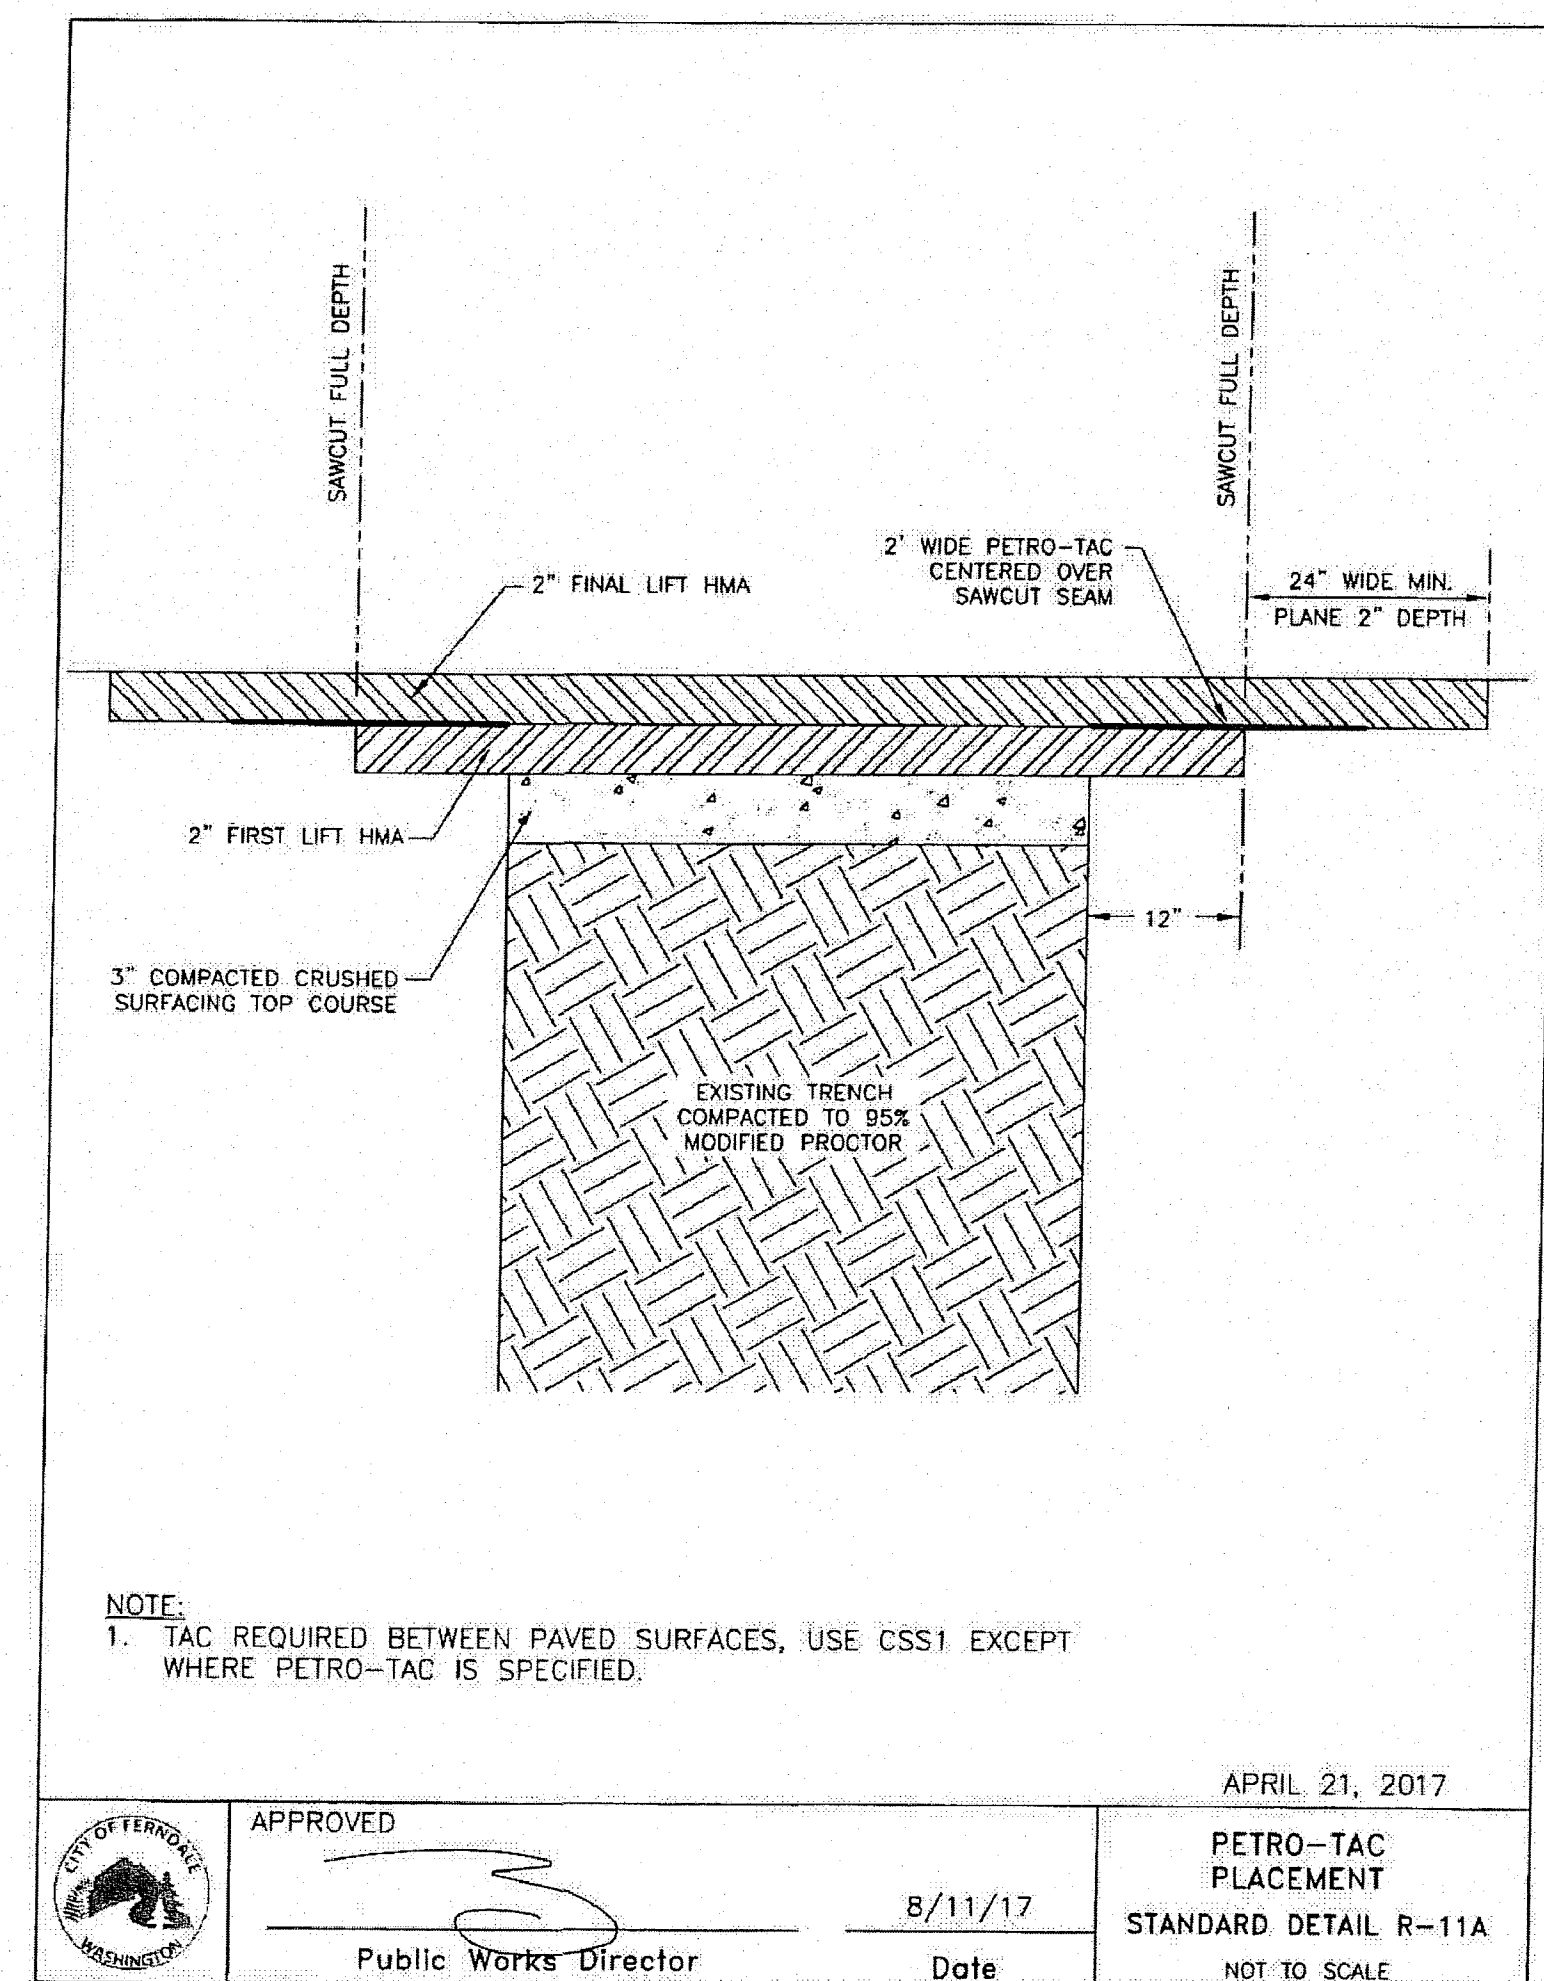 SAWCUT FULL DEPTH
SAWCUT FULL DEPTH
2" FINAL LIFT HMA
2' WIDE PETRO-TAC
CENTERED OVER
SAWCUT SEAM
24" WIDE MIN.
PLANE 2" DEPTH
2" FIRST LIFT HMA
12"
3" COMPACTED CRUSHED
SURFACING TOP COURSE
EXISTING TRENCH
COMPACTED TO 95%
MODIFIED PROCTOR
NOTE:
1. TAC REQUIRED BETWEEN PAVED SURFACES, USE CSS1 EXCEPT
WHERE PETRO-TAC IS SPECIFIED.
APRIL 21, 2017
CITY OF FERNDALE
WASHINGTON
APPROVED
8/11/17
Public Works Director
Date
PETRO-TAC
PLACEMENT
STANDARD DETAIL R-11A
NOT TO SCALE